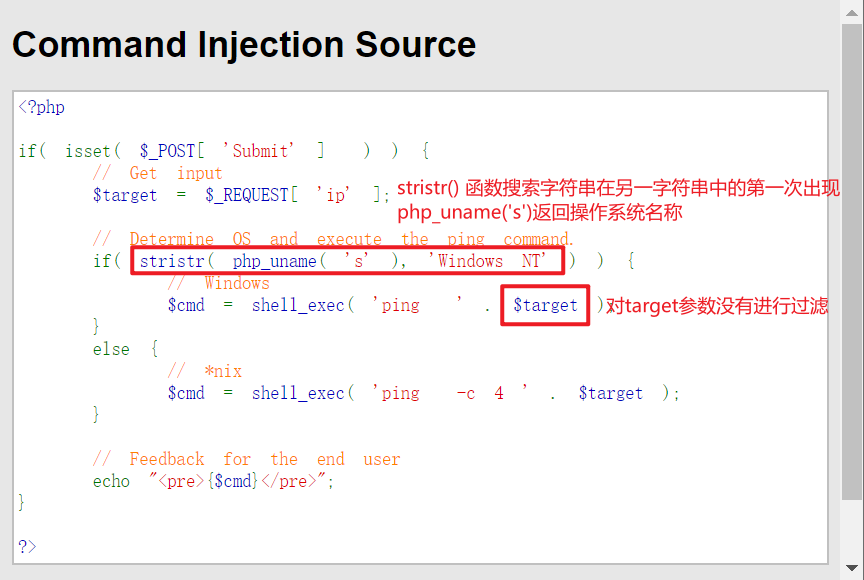 Command Injection Source
<?php
if( isset( $_POST[ 'Submit' ] ) ) {
// Get input
$target = $_REQUEST[ 'ip' ];
stristr() 函数搜索字符串在另一字符串中的第一次出现
php_uname('s')返回操作系统名称
// Determine OS and execute the ping command.
if( stristr( php_uname( 's' ), 'Windows NT' ) ) {
// Windows
$cmd = shell_exec( 'ping ' . $target ) 对target参数没有进行过滤
}
else {
// *nix
$cmd = shell_exec( 'ping -c 4 ' . $target );
}
// Feedback for the end user
echo "<pre>{$cmd}</pre>";
}
?>